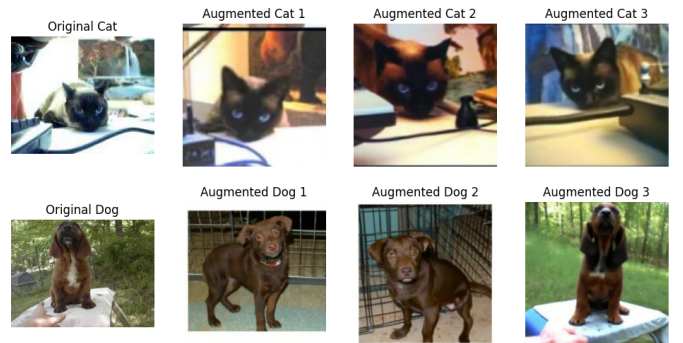 Original Cat
Augmented Cat 1
Augmented Cat 2
Augmented Cat 3
Original Dog
Augmented Dog 1
Augmented Dog 2
Augmented Dog 3